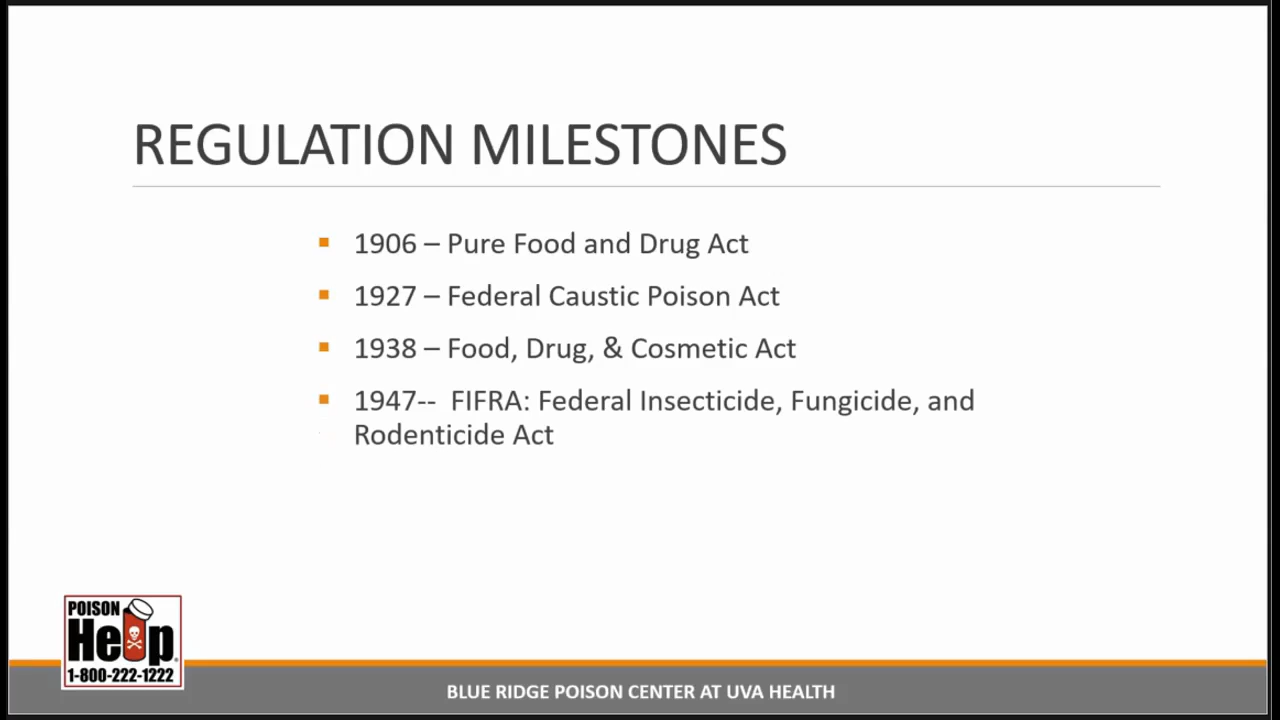 REGULATION MILESTONES
1906 – Pure Food and Drug Act
1927 – Federal Caustic Poison Act
1938 – Food, Drug, & Cosmetic Act
1947-- FIFRA: Federal Insecticide, Fungicide, and
Rodenticide Act
POISON
Help
1-800-222-1222
BLUE RIDGE POISON CENTER AT UVA HEALTH